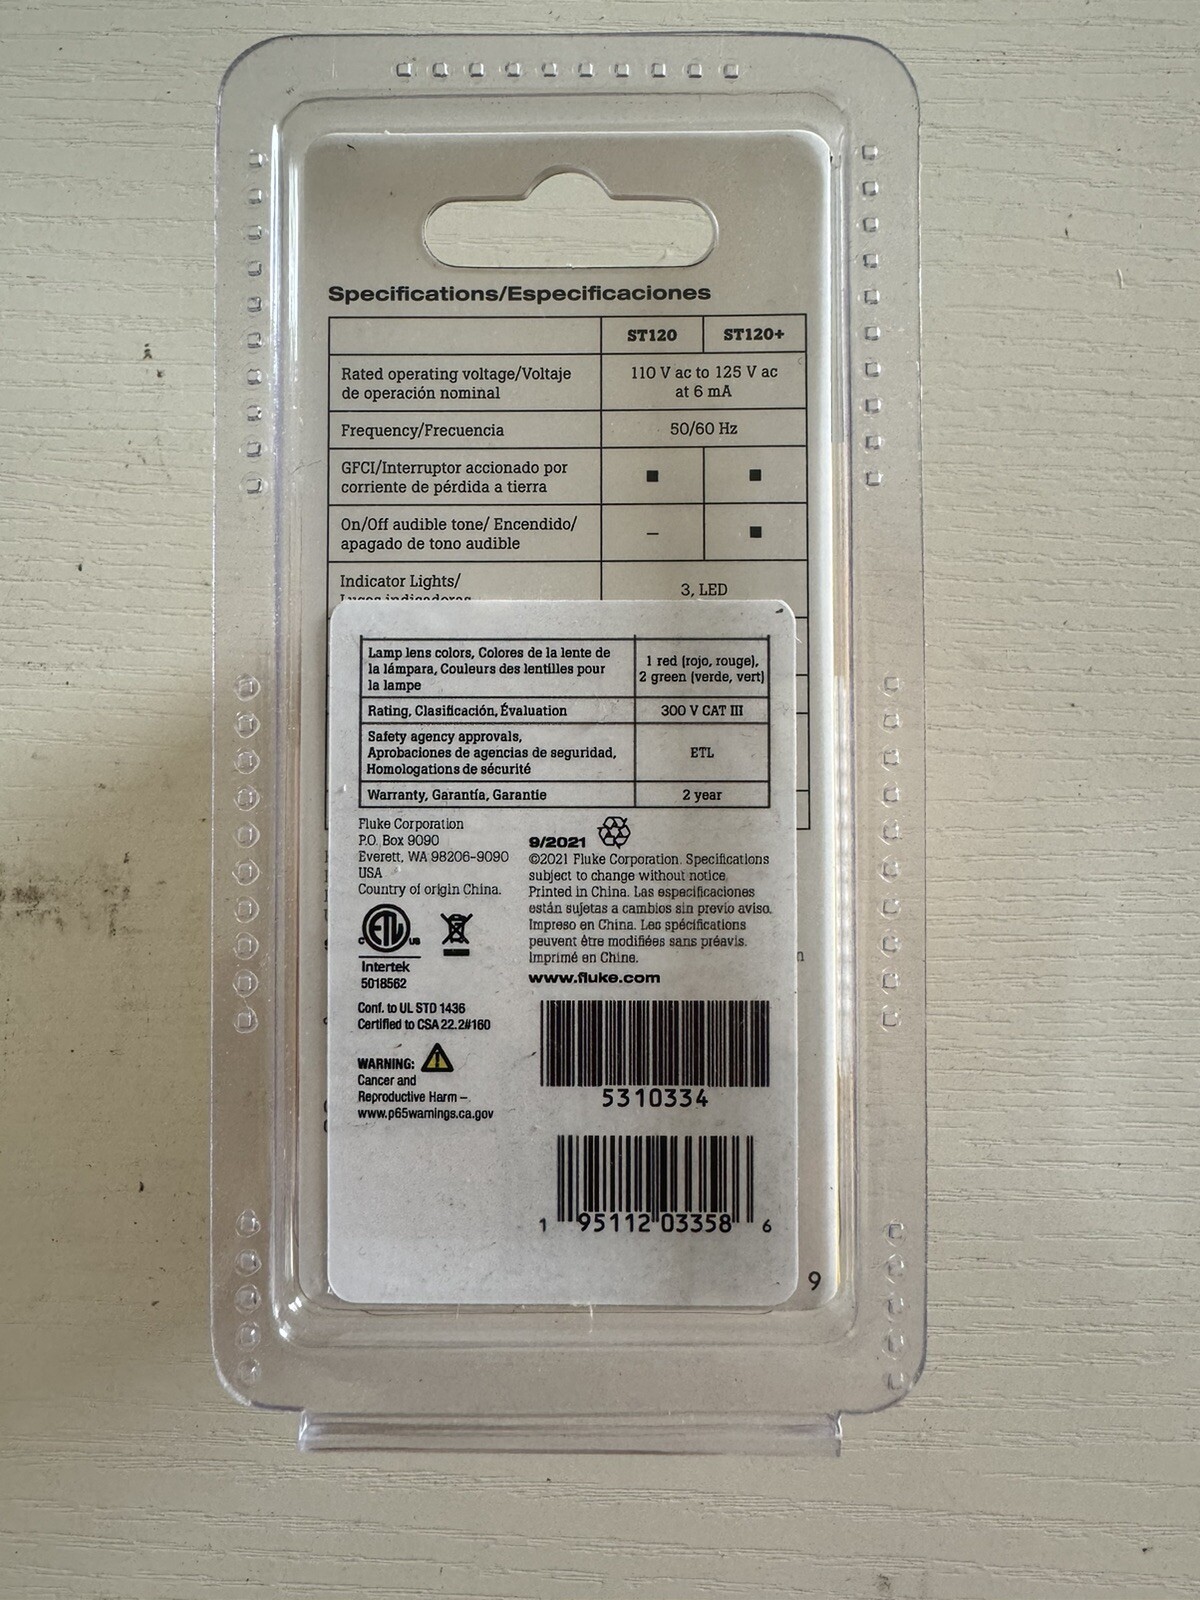 Specifications/Especificaciones
ST120 ST120+
Rated operating voltage/Voltaje
de operación nominal
110 V ac to 125 V ac
at 6 mA
Frequency/Frecuencia
50/60 Hz
GFCI/Interruptor accionado por
corriente de pérdida a tierra
■ ■
On/Off audible tone/ Encendido/
apagado de tono audible
– ■
Indicator Lights/
Luces indicadoras
3, LED
Lamp lens colors, Colores de la lente de
la lámpara, Couleurs des lentilles pour
la lampe
1 red (rojo, rouge),
2 green (verde, vert)
Rating, Clasificación, Évaluation
300 V CAT III
Safety agency approvals,
Aprobaciones de agencias de seguridad,
Homologations de sécurité
ETL
Warranty, Garantía, Garantie
2 year
Fluke Corporation
P.O. Box 9090
Everett, WA 98206-9090
USA
Country of origin China.
C ETL US
Intertek
5018562
Conf. to UL STD 1436
Certified to CSA 22.2#160
WARNING:
Cancer and
Reproductive Harm –
www.p65warnings.ca.gov
9/2021
©2021 Fluke Corporation. Specifications
subject to change without notice.
Printed in China. Las especificaciones
están sujetas a cambios sin previo aviso.
Impreso en China. Les spécifications
peuvent être modifiées sans préavis.
Imprimé en Chine.
www.fluke.com
5310334
1 95112 03358 6
9